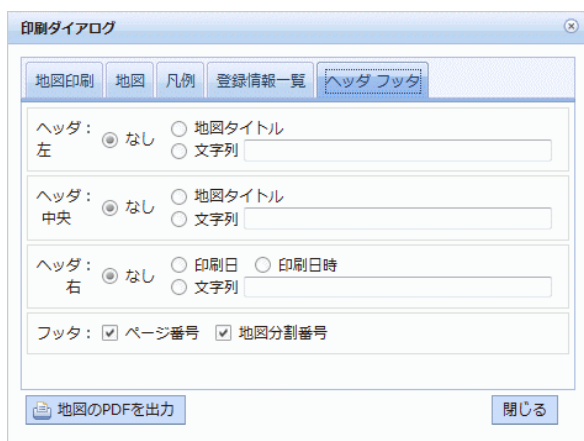 印刷ダイアログ
地図印刷 地図 凡例 登録情報一覧 ヘッダ フッタ
ヘッダ： 左 なし 地図タイトル
文字列
ヘッダ： 中央 なし 地図タイトル
文字列
ヘッダ： 右 なし 印刷日 印刷日時
文字列
フッタ： ページ番号 地図分割番号
地図のPDFを出力 閉じる